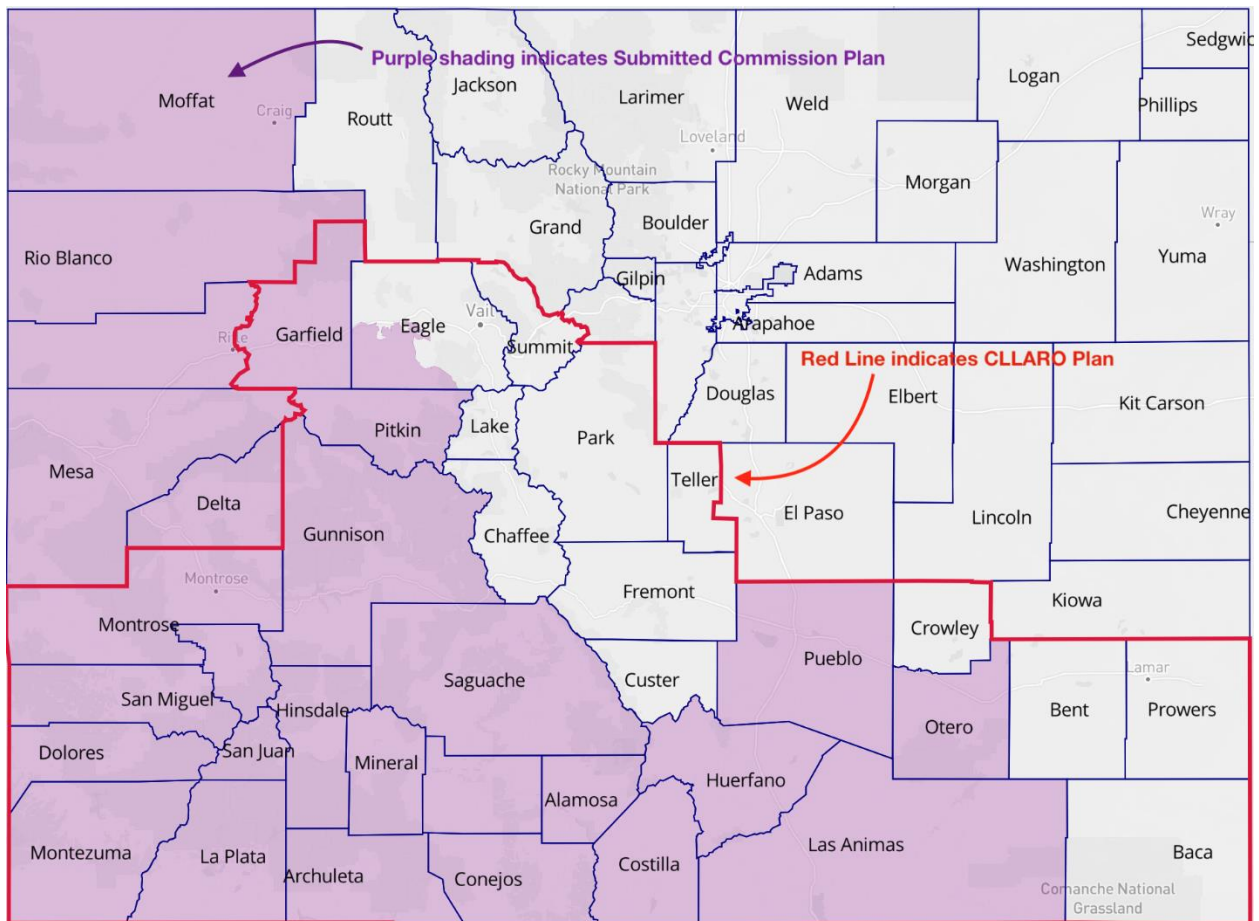 Sedgwic
Purple shading indicates Submitted Commission Plan
Logan
Jackson
Moffat
Larimer
Weld
Phillips
Craig
Routt
Loveland
Rocky Mountain
National Park
Morgan
Wray
Boulder
Grand
Rio Blanco
Washington
Yuma
Gilpin
Adams
Vail
Eagle
Arapahoe
Garfield
Rifle
Summit
Red Line indicates CLLARO Plan
Douglas
Elbert
Kit Carson
Lake
Pitkin
Park
Mesa
Teller
Delta
El Paso
Cheyenne
Lincoln
Gunnison
Chaffee
Montrose
Fremont
Kiowa
Montrose
Crowley
Pueblo
Lamar
Saguache
Custer
San Miguel
Hinsdale
Bent
Prowers
Otero
Dolores
San Juan
Mineral
Huerfano
Alamosa
Las Animas
Montezuma
La Plata
Baca
Costilla
Archuleta
Conejos
Comanche National
Grassland